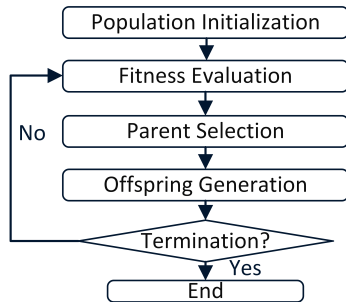 Population Initialization
Fitness Evaluation
No
Parent Selection
Offspring Generation
Termination?
Yes
End